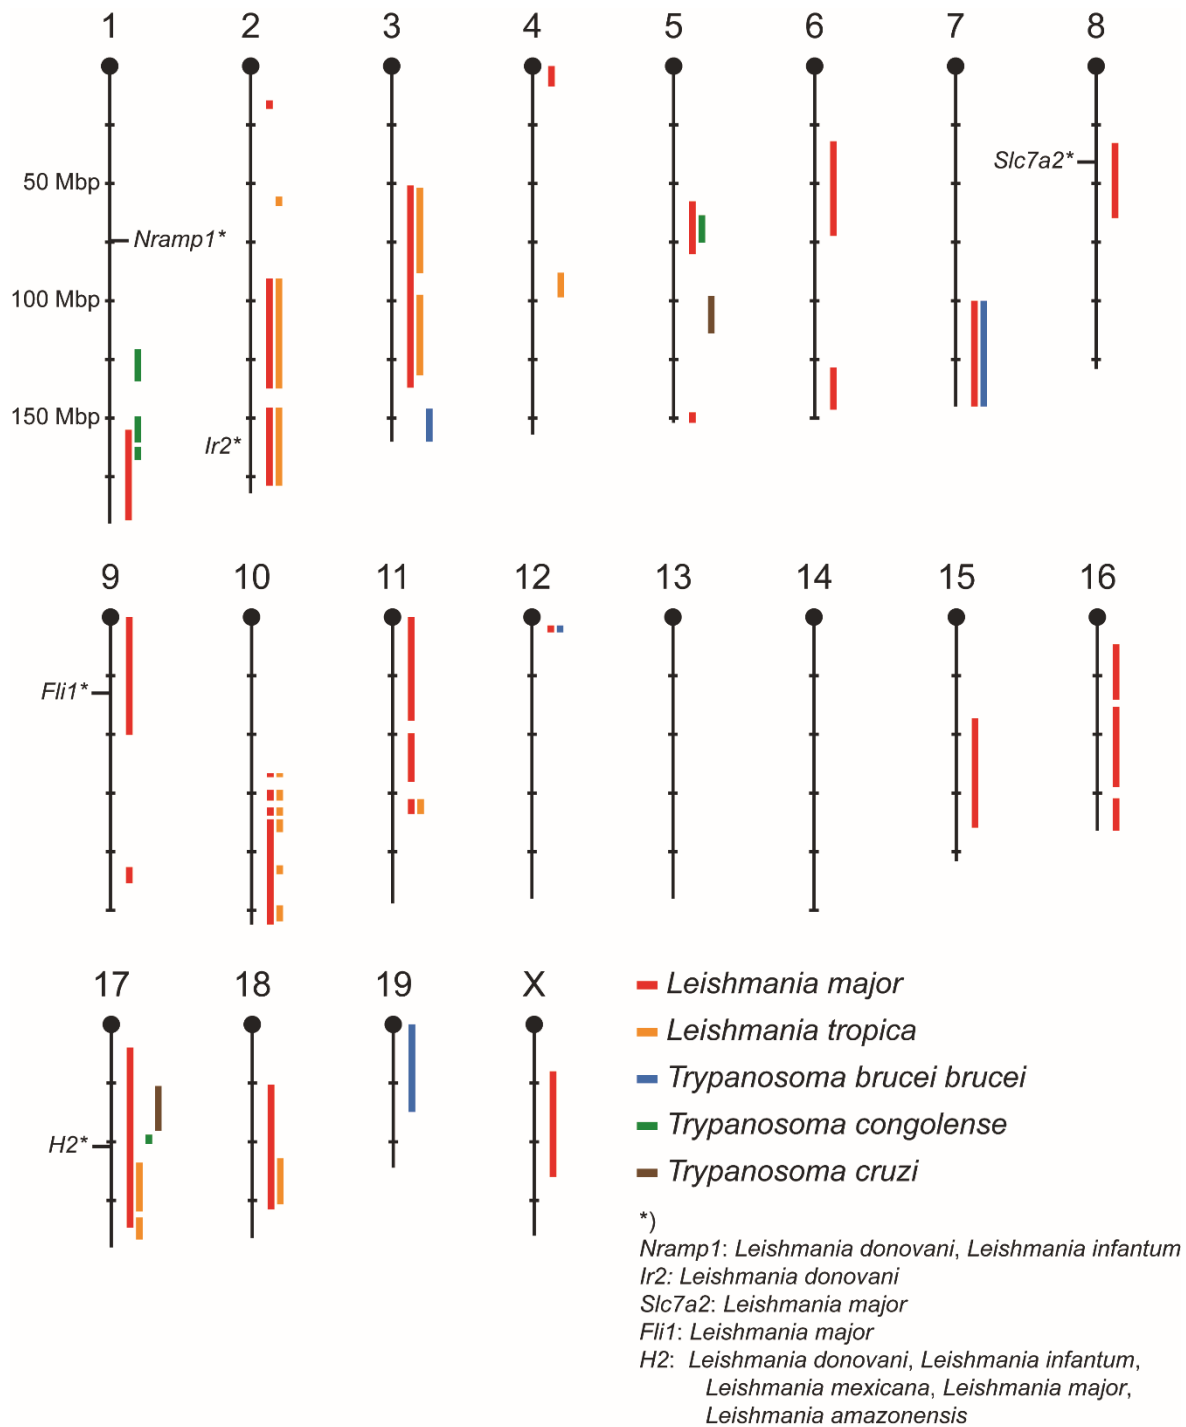 1 2 3 4 5 6 7 8
Slc7a2*
50 Mbp
Nramp1*
100 Mbp
150 Mbp
Ir2*
9 10 11 12 13 14 15 16
Fli1*
17 18 19 X
Leishmania major
Leishmania tropica
Trypanosoma brucei brucei
Trypanosoma congolense
H2*
Trypanosoma cruzi
*)
Nramp1: Leishmania donovani, Leishmania infantum
Ir2: Leishmania donovani
Slc7a2: Leishmania major
Fli1: Leishmania major
H2: Leishmania donovani, Leishmania infantum,
Leishmania mexicana, Leishmania major,
Leishmania amazonensis